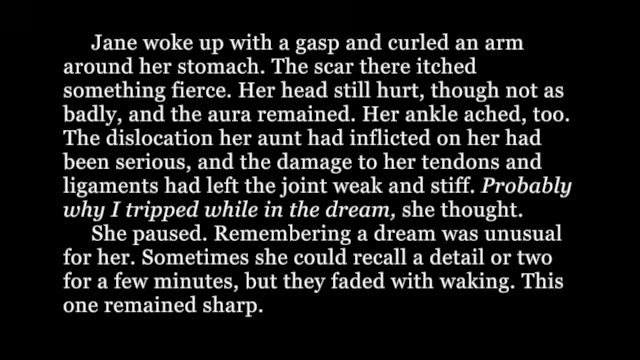 Jane woke up with a gasp and curled an arm
around her stomach. The scar there itched
something fierce. Her head still hurt, though not as
badly, and the aura remained. Her ankle ached, too.
The dislocation her aunt had inflicted on her had
been serious, and the damage to her tendons and
ligaments had left the joint weak and stiff. Probably
why I tripped while in the dream, she thought.
She paused. Remembering a dream was unusual
for her. Sometimes she could recall a detail or two
for a few minutes, but they faded with waking. This
one remained sharp.